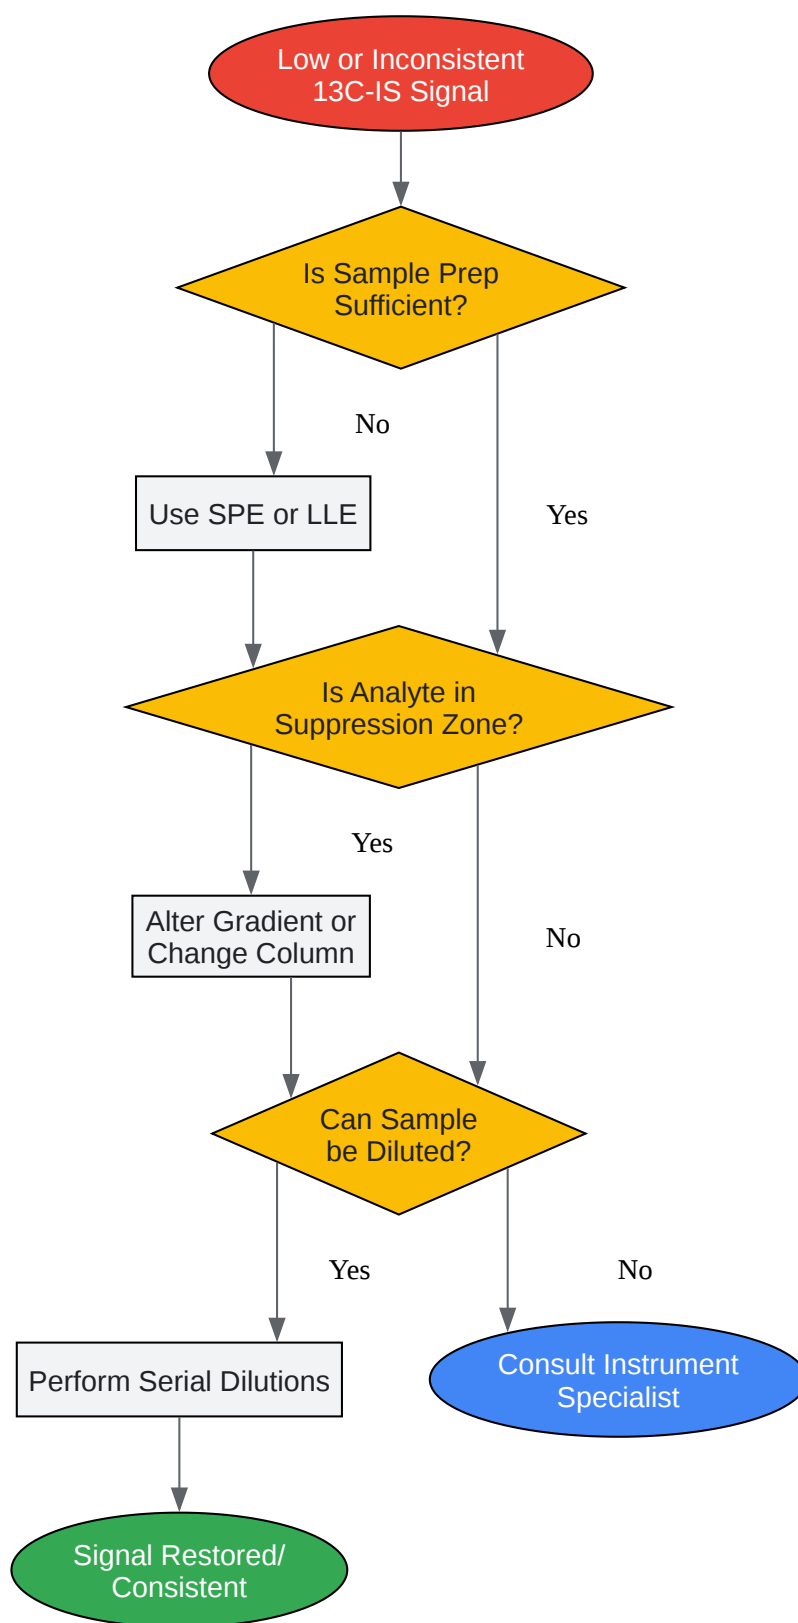 Low or Inconsistent
13C-IS Signal
Is Sample Prep
Sufficient?
No
Use SPE or LLE
Yes
Is Analyte in
Suppression Zone?
Yes
Alter Gradient or
Change Column
No
Can Sample
be Diluted?
Yes
No
Perform Serial Dilutions
Consult Instrument
Specialist
Signal Restored/
Consistent